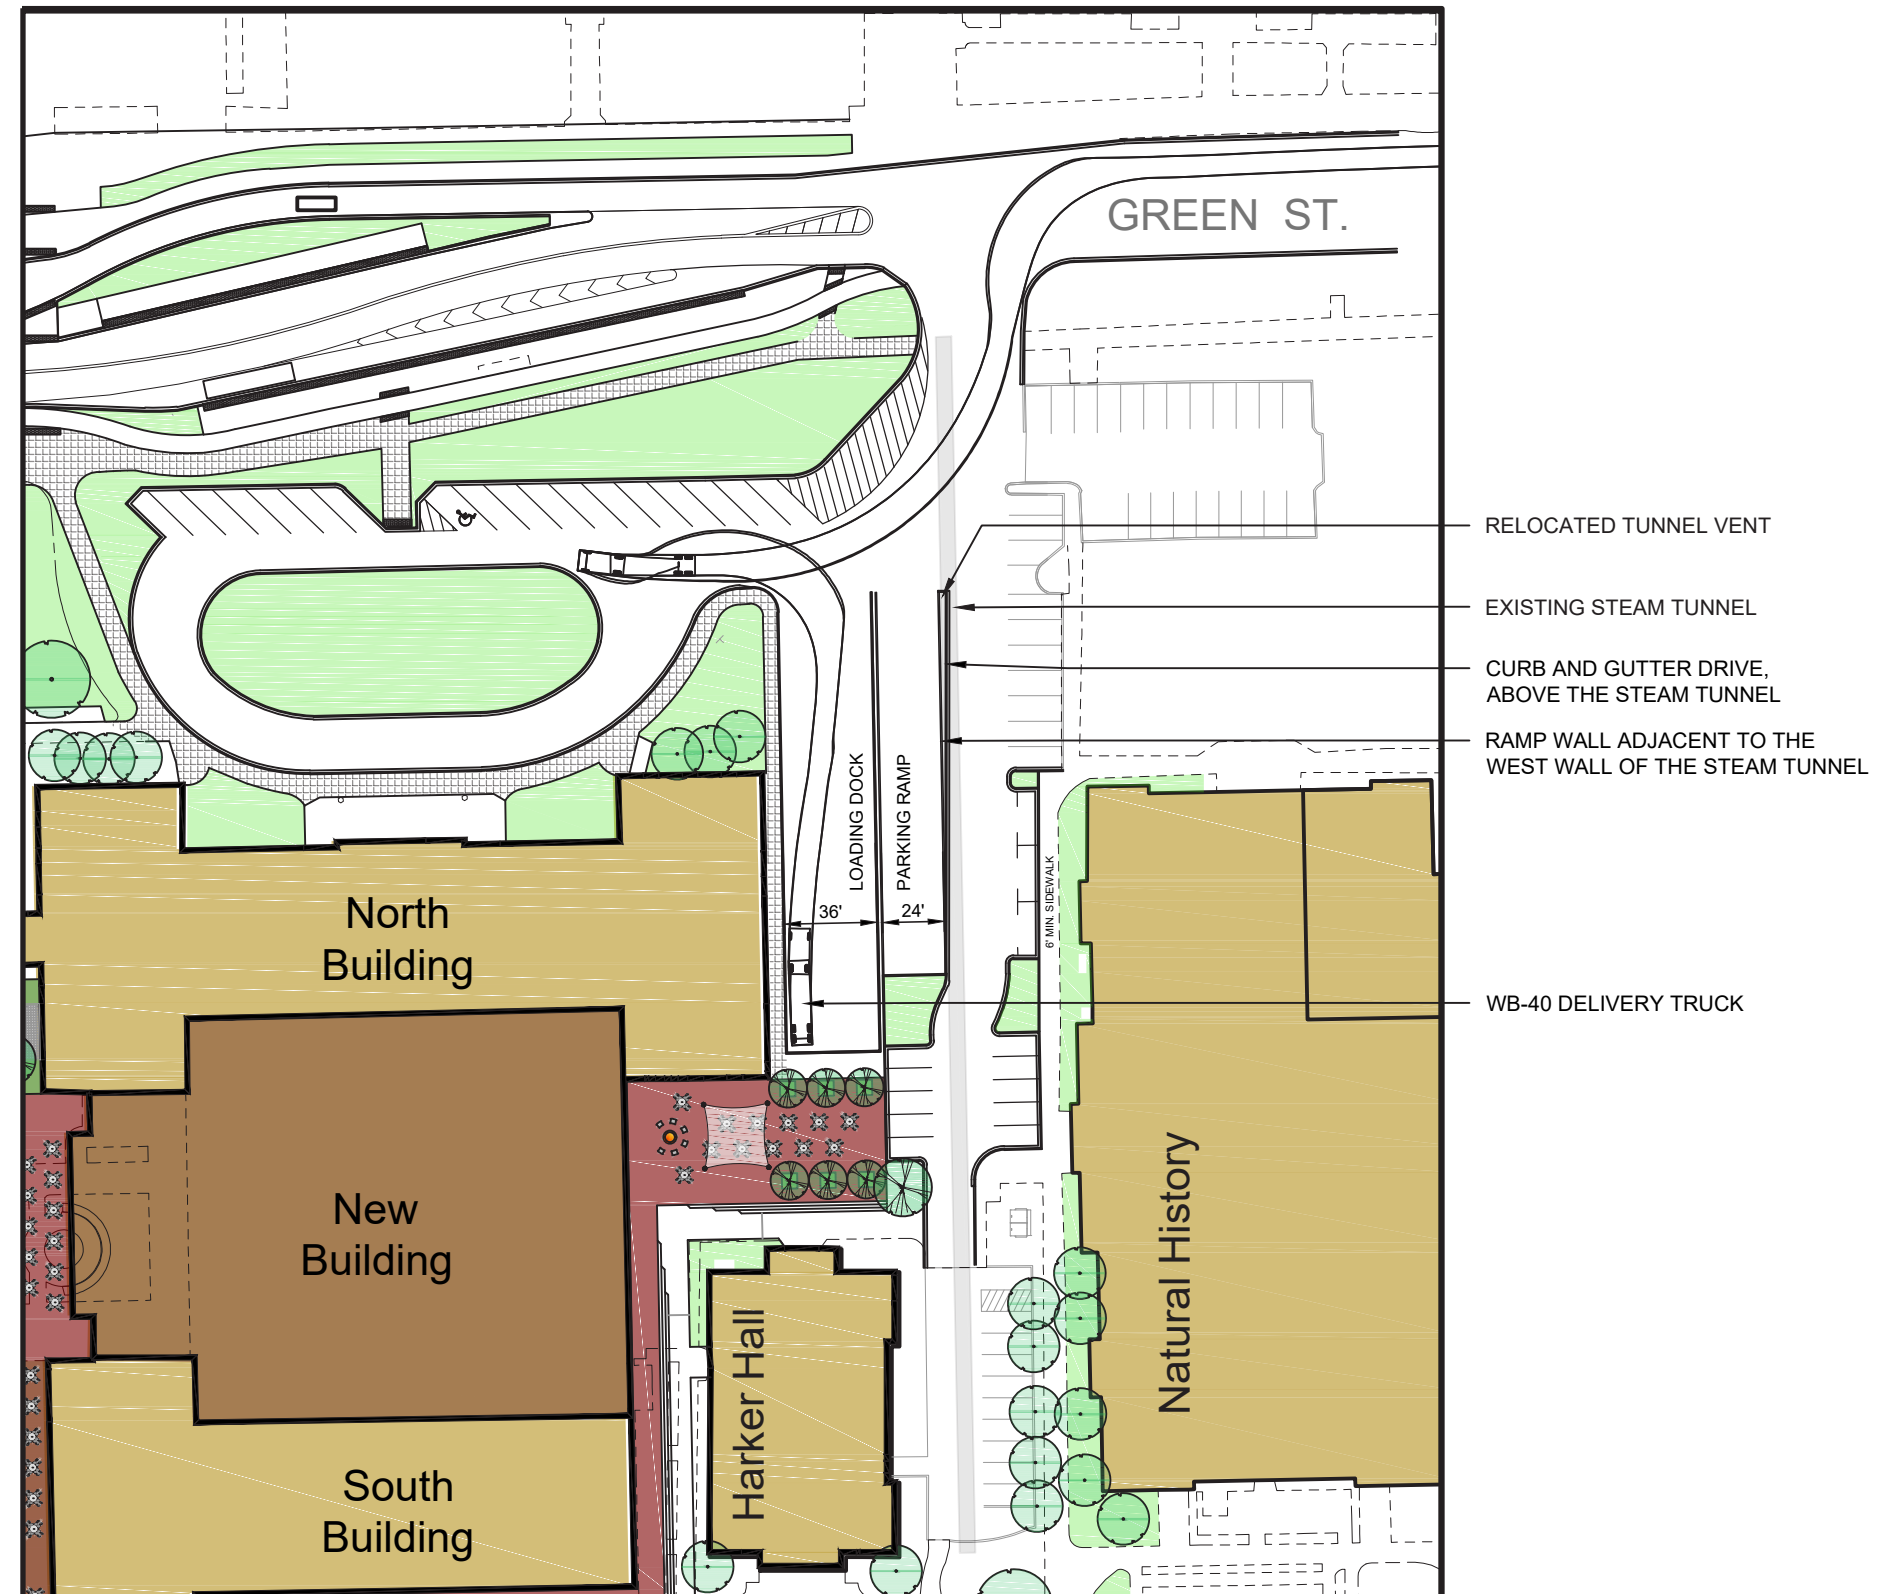 GREEN ST.
RELOCATED TUNNEL VENT
EXISTING STEAM TUNNEL
CURB AND GUTTER DRIVE,
ABOVE THE STEAM TUNNEL
RAMP WALL ADJACENT TO THE
WEST WALL OF THE STEAM TUNNEL
LOADING DOCK
PARKING RAMP
36'
24'
6' MIN. SIDEWALK
North
Building
WB-40 DELIVERY TRUCK
New
Building
Natural History
Harker Hall
South
Building